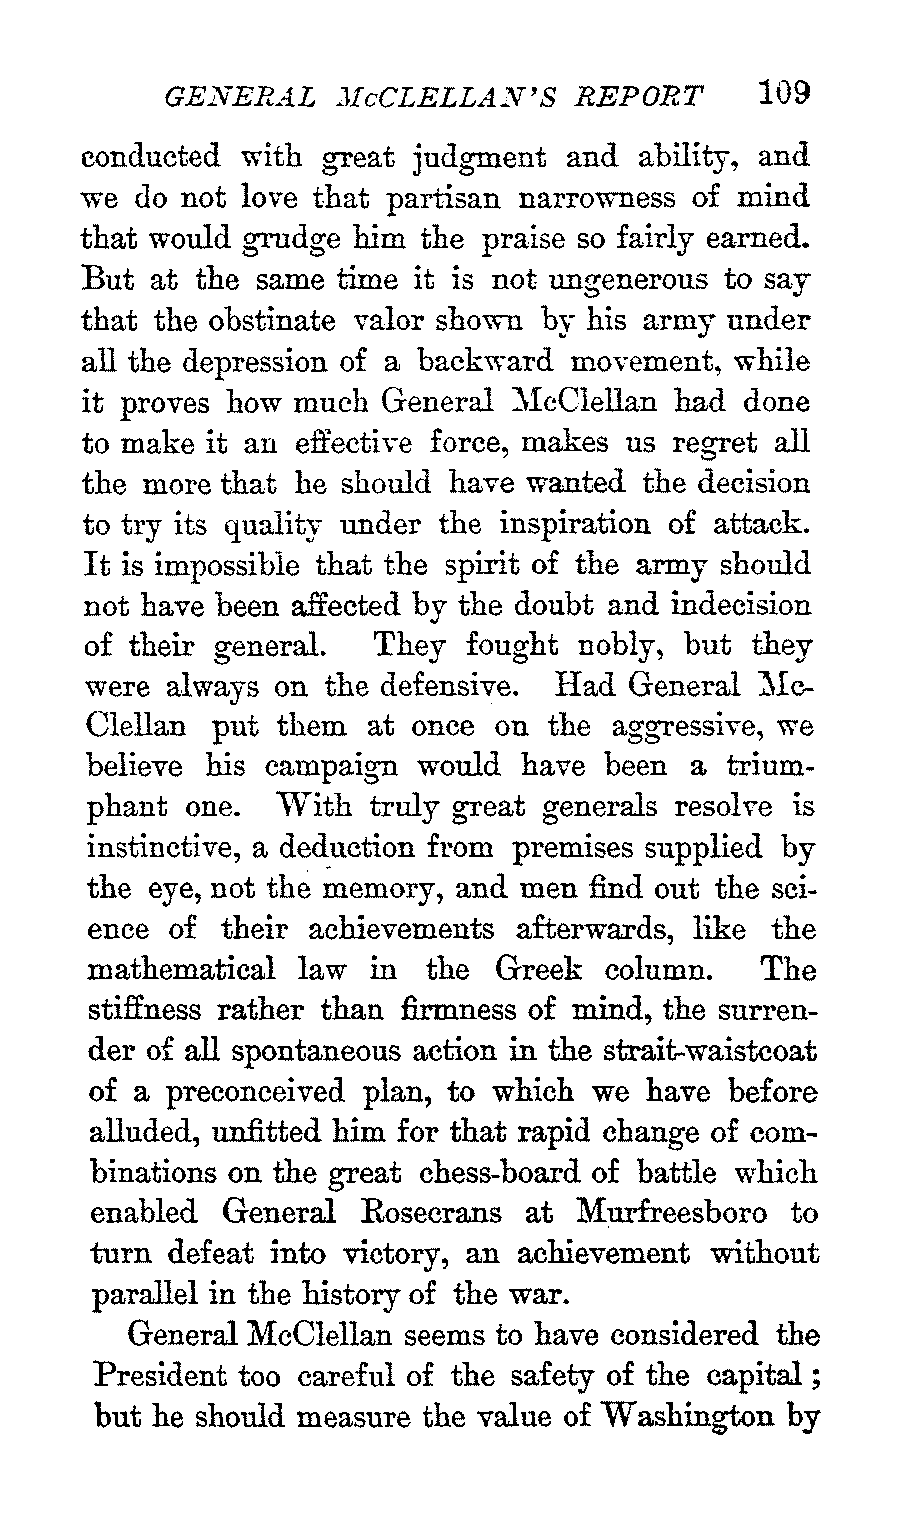 GENERAL McCLELLAN'S REPORT 109
conducted with great judgment and ability, and
we do not love that partisan narrowness of mind
that would grudge him the praise so fairly earned.
But at the same time it is not ungenerous to say
that the obstinate valor shown by his army under
all the depression of a backward movement, while
it proves how much General McClellan had done
to make it an effective force, makes us regret all
the more that he should have wanted the decision
to try its quality under the inspiration of attack.
It is impossible that the spirit of the army should
not have been affected by the doubt and indecision
of their general. They fought nobly, but they
were always on the defensive. Had General Mc-
Clellan put them at once on the aggressive, we
believe his campaign would have been a trium-
phant one. With truly great generals resolve is
instinctive, a deduction from premises supplied by
the eye, not the memory, and men find out the sci-
ence of their achievements afterwards, like the
mathematical law in the Greek column. The
stiffness rather than firmness of mind, the surren-
der of all spontaneous action in the strait-waistcoat
of a preconceived plan, to which we have before
alluded, unfitted him for that rapid change of com-
binations on the great chess-board of battle which
enabled General Rosecrans at Murfreesboro to
turn defeat into victory, an achievement without
parallel in the history of the war.
General McClellan seems to have considered the
President too careful of the safety of the capital;
but he should measure the value of Washington by